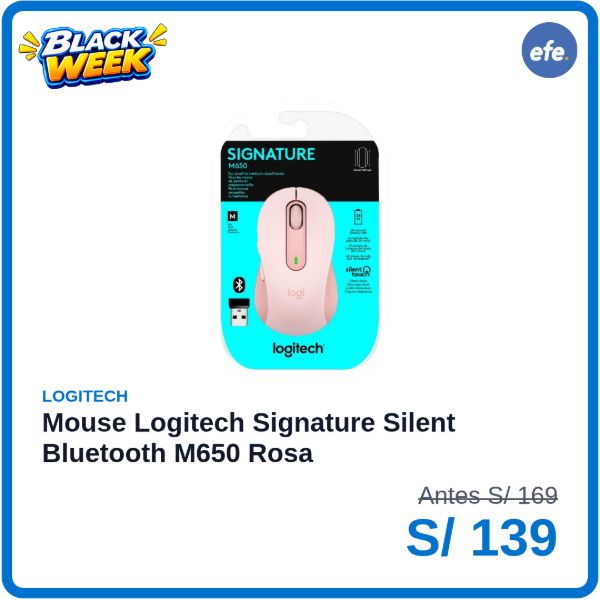 BLACK
WEEK
efe.
SIGNATURE
M650
M
logi
silent
touch
logitech
LOGITECH
Mouse Logitech Signature Silent
Bluetooth M650 Rosa
Antes S/ 169
S/ 139